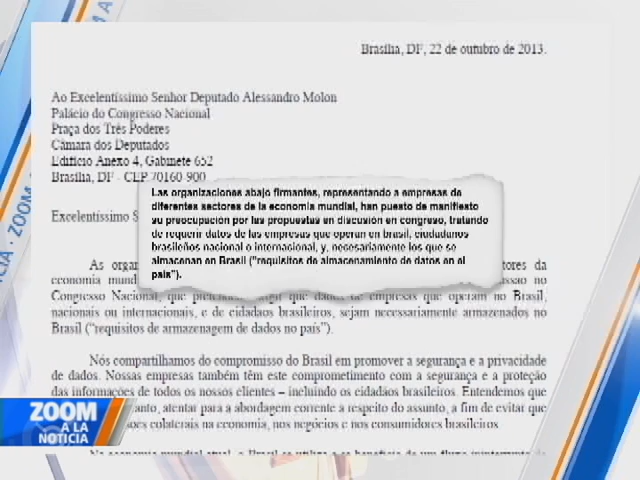 Brasília, DF, 22 de outubro de 2013.
Ao Excelentíssimo Senhor Deputado Alessandro Molon
Palácio do Congresso Nacional
Praça dos Três Poderes
Câmara dos Deputados
Edifício Anexo 4, Gabinete 652
Brasília, DF - CEP 70160-900
Excelentíssimo S
Las organizaciones abajo firmantes, representando a empresas de
diferentes sectores de la economia mundial, han puesto de manifiesto
su preocupación por las propuestas en discusión en congreso, tratando
de requerir datos de las empresas que operan en brasil, ciudadanos
brasileños nacional o internacional, y, necesariamente los que se
almacenan en Brasil ("requisitos de almacenamiento de datos en el
país").
As organ tores da
economia mund ssão no
Congresso Nacional, que que dados de empresas que operam no Brasil,
nacionais ou internacionais, e de cidadãos brasileiros, sejam necessariamente armazenados no
Brasil ("requisitos de armazenagem de dados no país").
Nós compartilhamos do compromisso do Brasil em promover a segurança e a privacidade
de dados. Nossas empresas também têm este comprometimento com a segurança e a proteção
das informações de todos os nossos clientes – incluindo os cidadãos brasileiros. Entendemos que
anto, atentar para a abordagem corrente a respeito do assunto, a fim de evitar que
ões colaterais na economia, nos negócios e nos consumidores brasileiros.
ZOOM
A LA
NOTICIA